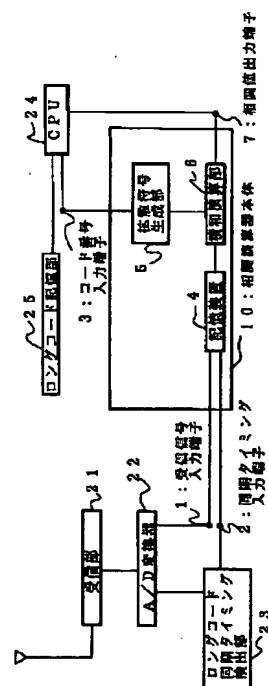 21
受信部
22
A/D変換器
ロングコード
同期タイミング
検出部
23
1:受信信号
入力端子
2:同期タイミング
入力端子
25
ロングコード記憶部
24
CPU
3:コード番号
入力端子
5
拡散符号
生成部
4
記憶装置
6
積和演算部
10:相関演算器本体
7:相関値出力端子